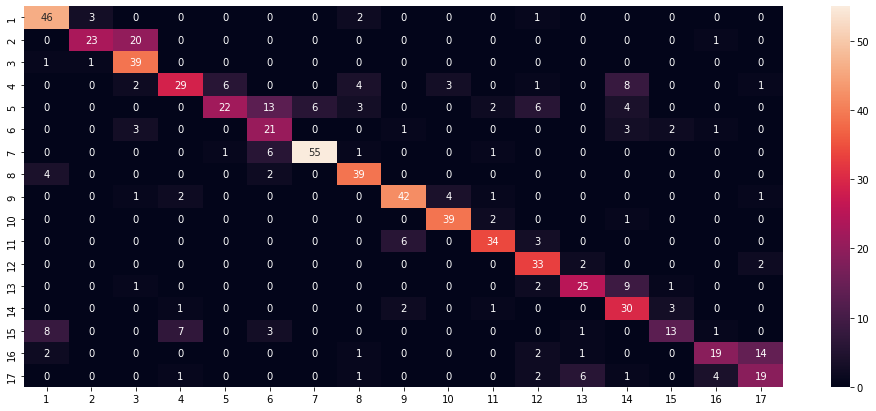 1 46 3 0 0 0 0 0 2 0 0 0 1 0 0 0 0 0
2 0 23 20 0 0 0 0 0 0 0 0 0 0 0 0 1 0
3 1 1 39 0 0 0 0 0 0 0 0 0 0 0 0 0 0
4 0 0 2 29 6 0 0 4 0 3 0 1 0 8 0 0 1
5 0 0 0 0 22 13 6 3 0 0 2 6 0 4 0 0 0
6 0 0 3 0 0 21 0 0 1 0 0 0 0 3 2 1 0
7 0 0 0 0 1 6 55 1 0 0 1 0 0 0 0 0 0
8 4 0 0 0 0 2 0 39 0 0 0 0 0 0 0 0 0
9 0 0 1 2 0 0 0 0 42 4 1 0 0 0 0 0 1
10 0 0 0 0 0 0 0 0 0 39 2 0 0 1 0 0 0
11 0 0 0 0 0 0 0 0 6 0 34 3 0 0 0 0 0
12 0 0 0 0 0 0 0 0 0 0 0 33 2 0 0 0 2
13 0 0 1 0 0 0 0 0 0 0 0 2 25 9 1 0 0
14 0 0 0 1 0 0 0 0 2 0 1 0 0 30 3 0 0
15 8 0 0 7 0 3 0 0 0 0 0 0 1 0 13 1 0
16 2 0 0 0 0 0 0 1 0 0 0 2 1 0 0 19 14
17 0 0 0 1 0 0 0 1 0 0 0 2 6 1 0 4 19
1 2 3 4 5 6 7 8 9 10 11 12 13 14 15 16 17
50
40
30
20
10
0